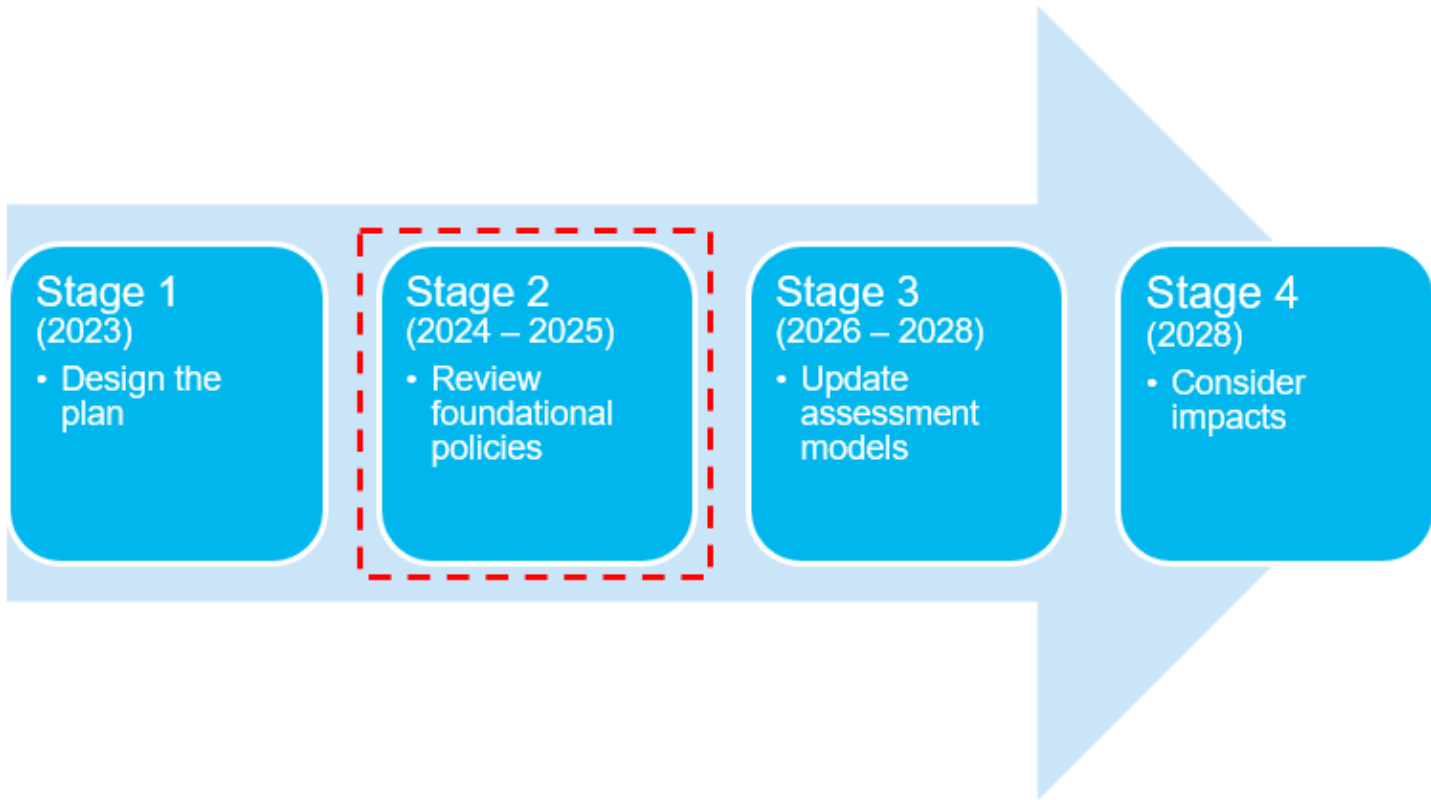 Stage 1
(2023)
• Design the
plan
Stage 2
(2024 – 2025)
• Review
foundational
policies
Stage 3
(2026 – 2028)
• Update
assessment
models
Stage 4
(2028)
• Consider
impacts